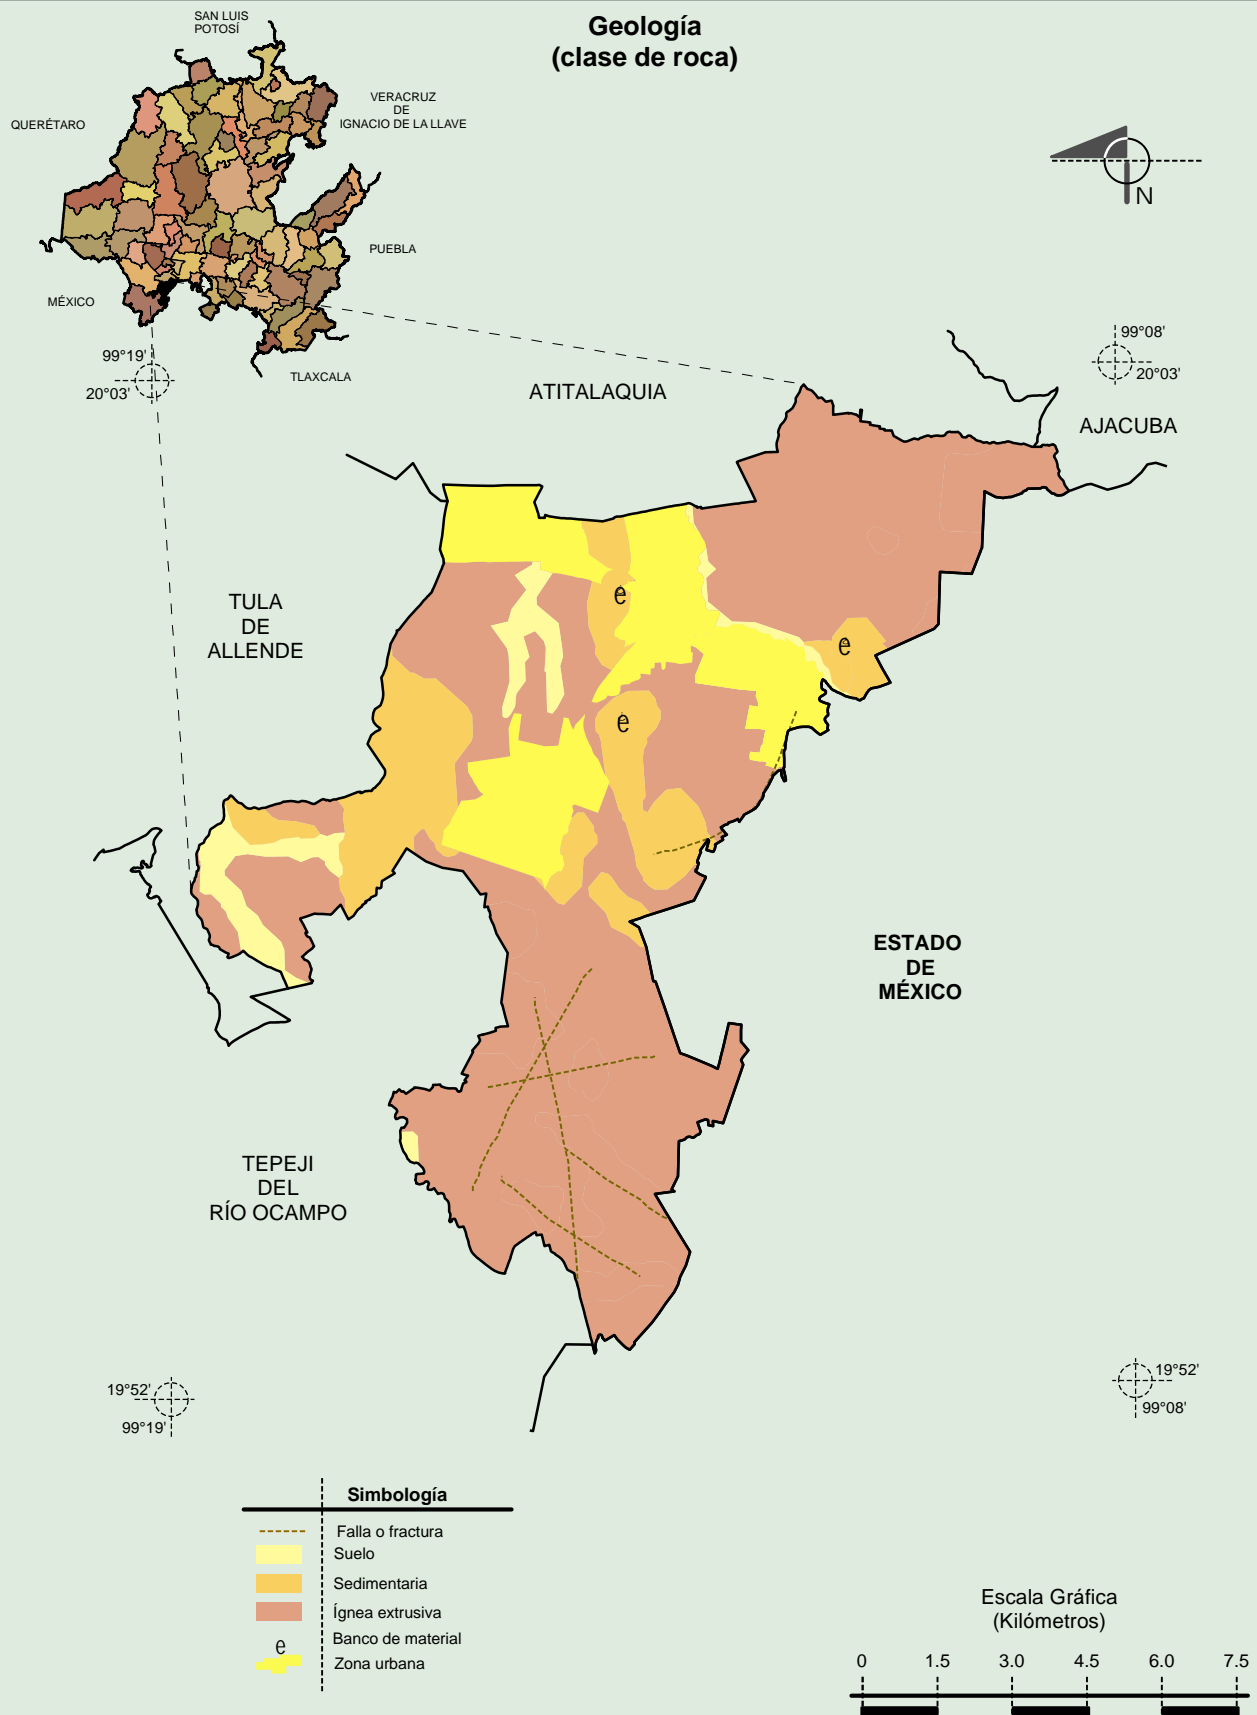 Geología
(clase de roca)
SAN LUIS
POTOSÍ
VERACRUZ
DE
IGNACIO DE LA LLAVE
QUERÉTARO
N
PUEBLA
MÉXICO
TLAXCALA
99°19'
20°03'
99°08'
20°03'
ATITALAQUIA
AJACUBA
TULA
DE
ALLENDE
e
e
e
ESTADO
DE
MÉXICO
TEPEJI
DEL
RÍO OCAMPO
19°52'
99°19'
19°52'
99°08'
Simbología
Falla o fractura
Suelo
Sedimentaria
Ígnea extrusiva
e Banco de material
Zona urbana
Escala Gráfica
(Kilómetros)
0 1.5 3.0 4.5 6.0 7.5